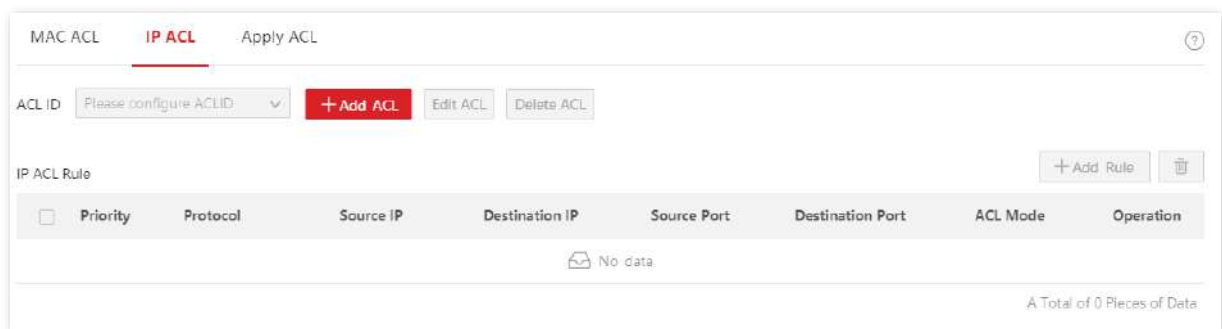 MAC ACL IP ACL Apply ACL ?
ACL ID Please configure ACLID +Add ACL Edit ACL Delete ACL
IP ACL Rule +Add Rule
Priority Protocol Source IP Destination IP Source Port Destination Port ACL Mode Operation
No data
A Total of 0 Pieces of Data